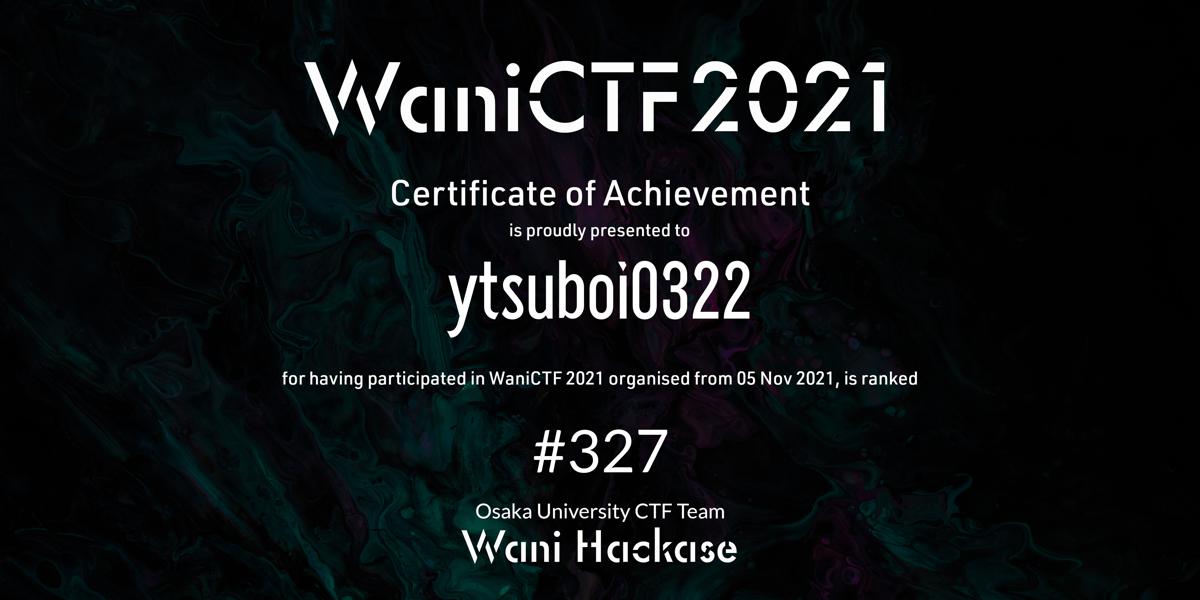 WaniCTF2021
Certificate of Achievement
is proudly presented to
ytsuboi0322
for having participated in WaniCTF 2021 organised from 05 Nov 2021, is ranked
#327
Osaka University CTF Team
Wani Hackase